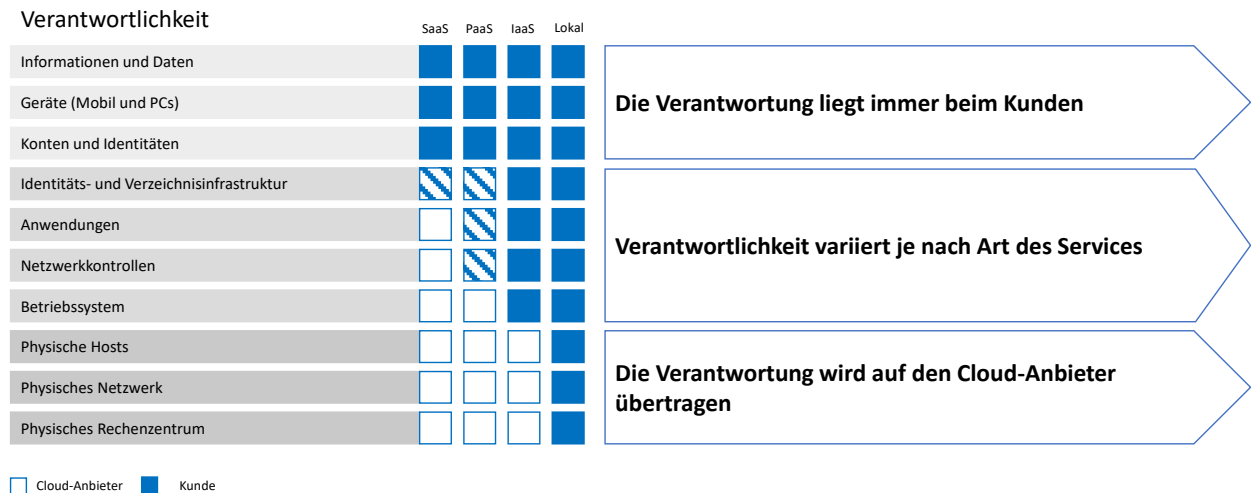 Verantwortlichkeit
SaaS PaaS IaaS Lokal
Informationen und Daten
Geräte (Mobil und PCs)
Konten und Identitäten
Die Verantwortung liegt immer beim Kunden
Identitäts- und Verzeichnisinfrastruktur
Anwendungen
Netzwerkkontrollen
Betriebssystem
Verantwortlichkeit variiert je nach Art des Services
Physische Hosts
Physisches Netzwerk
Physisches Rechenzentrum
Die Verantwortung wird auf den Cloud-Anbieter
übertragen
Cloud-Anbieter Kunde